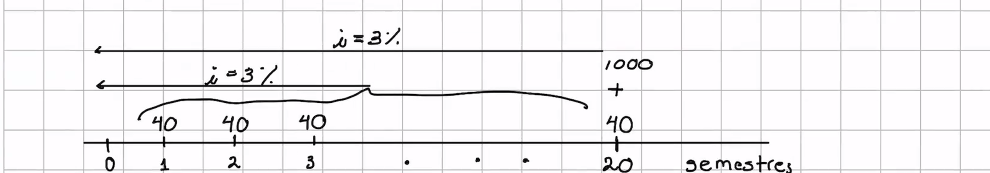 i = 3%
1000
i = 3%
+
40 40 40 40
0 1 2 3 . . . 20 semestres